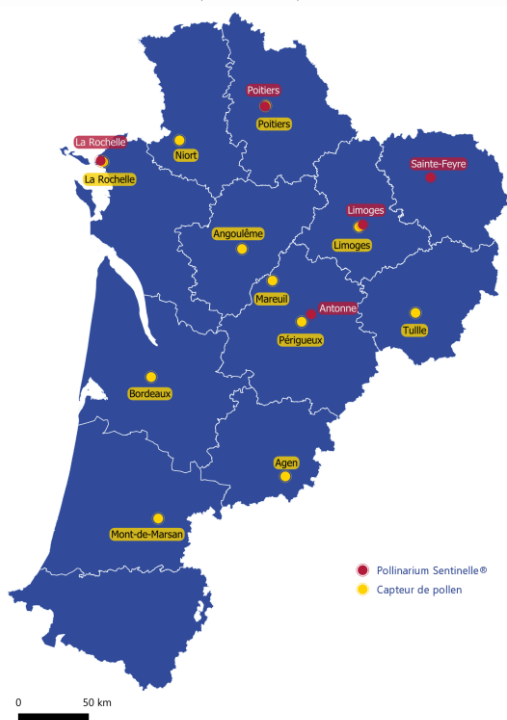 Poitiers
Poitiers
La Rochelle
Niort
La Rochelle
Sainte-Feyre
Limoges
Angoulême
Limoges
Mareuil
Antonne
Périgueux
Tullle
Bordeaux
Agen
Mont-de-Marsan
Pollinarium Sentinelle®
Capteur de pollen
0 50 km